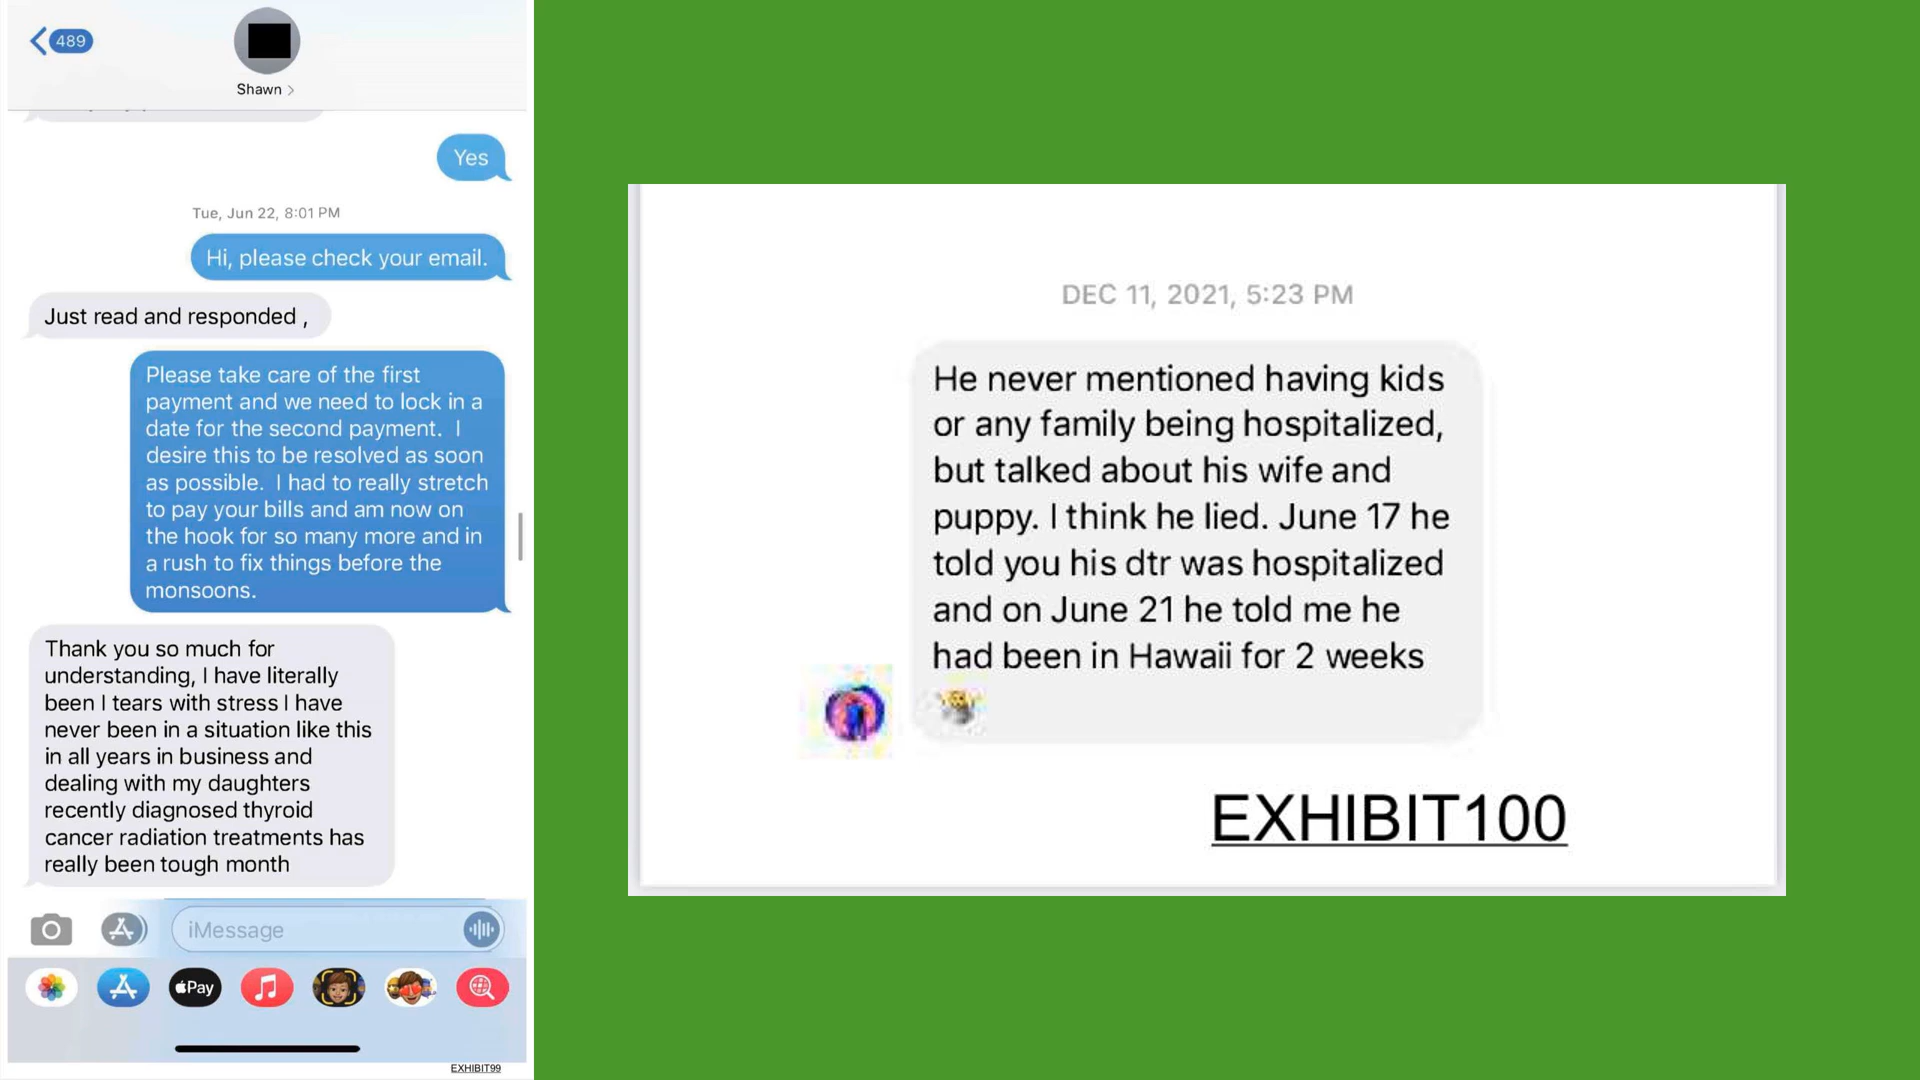 489
Shawn
Yes
Tue, Jun 22, 8:01 PM
Hi, please check your email.
Just read and responded ,
Please take care of the first
payment and we need to lock in a
date for the second payment.  I
desire this to be resolved as soon
as possible.  I had to really stretch
to pay your bills and am now on
the hook for so many more and in
a rush to fix things before the
monsoons.
Thank you so much for
understanding, I have literally
been I tears with stress I have
never been in a situation like this
in all years in business and
dealing with my daughters
recently diagnosed thyroid
cancer radiation treatments has
really been tough month
iMessage
Pay
EXHIBIT99
DEC 11, 2021, 5:23 PM
He never mentioned having kids
or any family being hospitalized,
but talked about his wife and
puppy. I think he lied. June 17 he
told you his dtr was hospitalized
and on June 21 he told me he
had been in Hawaii for 2 weeks
EXHIBIT100